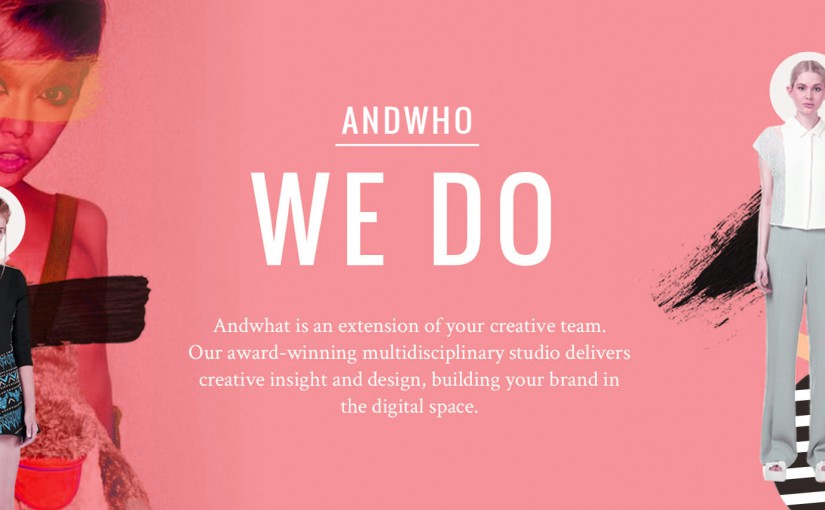 ANDWHO
WE DO
Andwhat is an extension of your creative team.
Our award-winning multidisciplinary studio delivers
creative insight and design, building your brand in
the digital space.